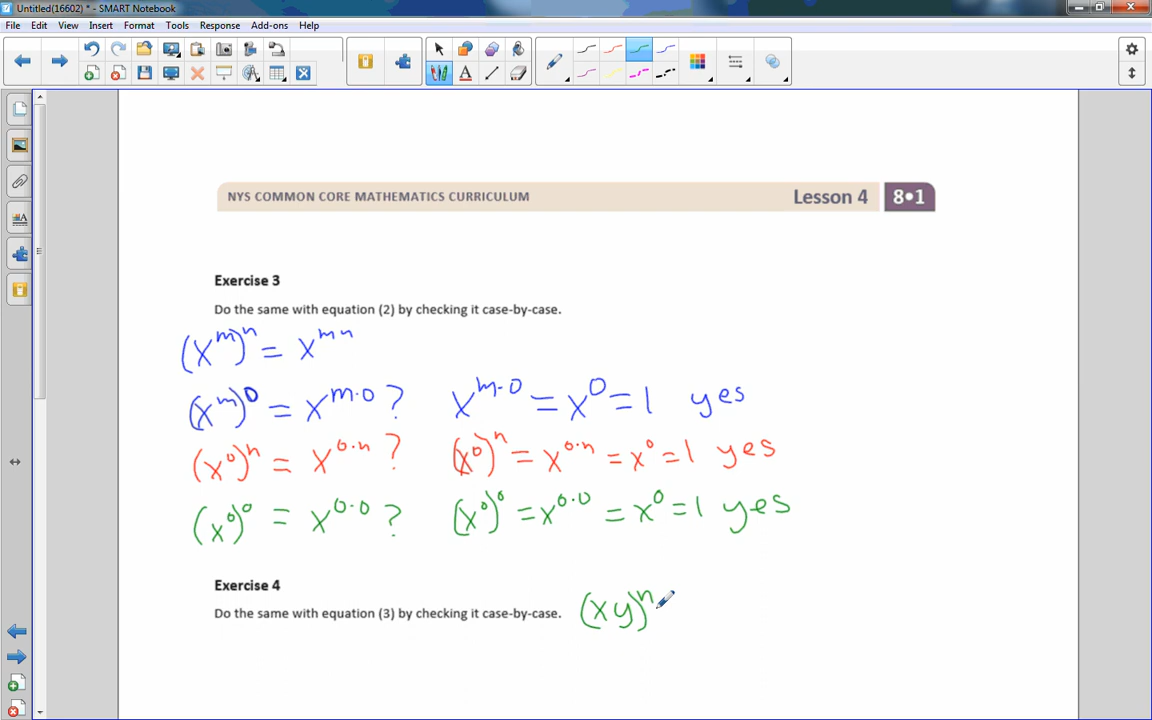 Untitled(16602) * - SMART Notebook
File Edit View Insert Format Tools Response Add-ons Help
NYS COMMON CORE MATHEMATICS CURRICULUM Lesson 4 8•1
Exercise 3
Do the same with equation (2) by checking it case-by-case.
(x^m)^n = x^mn
(x^m)^0 = x^m·0 ? x^m·0 = x^0 = 1 yes
(x^0)^n = x^0·n ? (x^0)^n = x^0·n = x^0 = 1 yes
(x^0)^0 = x^0·0 ? (x^0)^0 = x^0·0 = x^0 = 1 yes
Exercise 4
Do the same with equation (3) by checking it case-by-case. (xy)^n